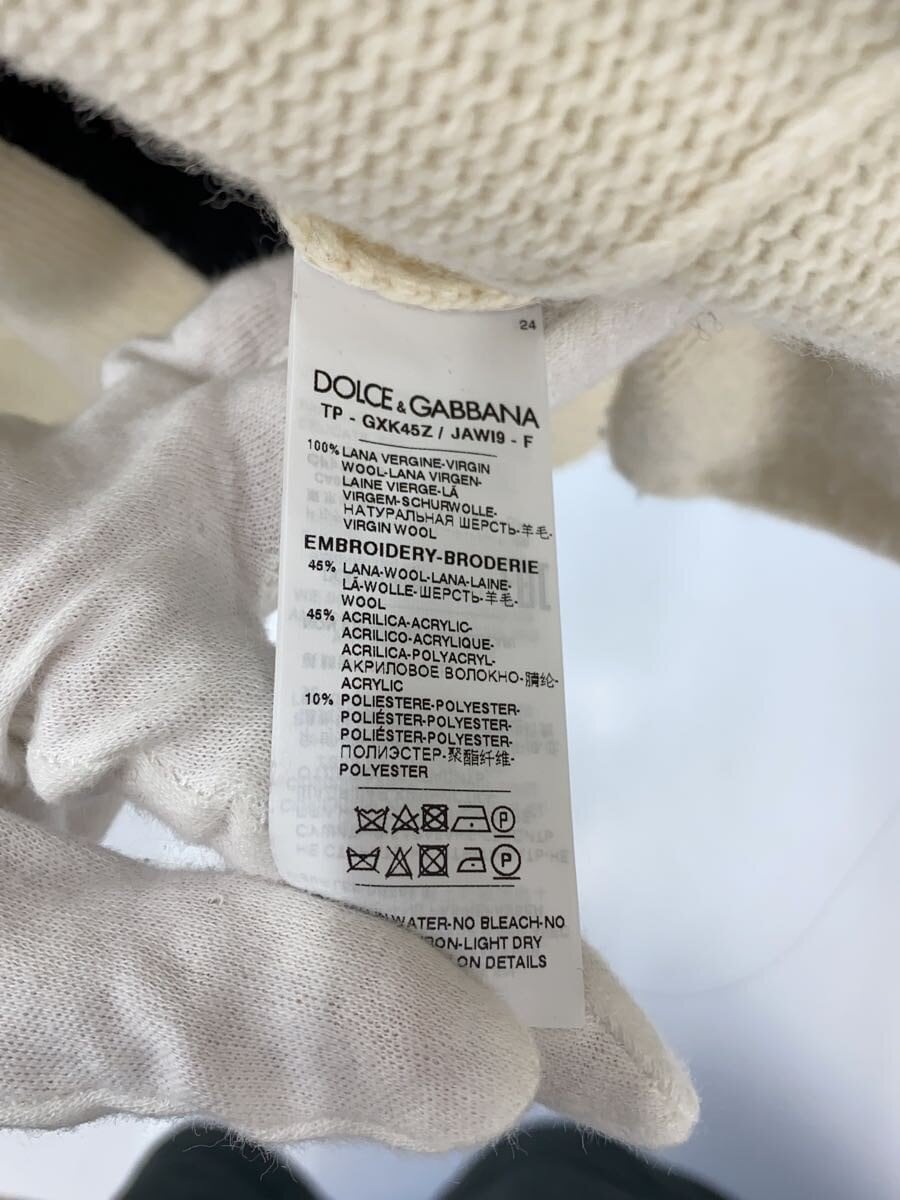 24
DOLCE & GABBANA
TP - GXK45Z / JAWI9 - F
100% LANA VERGINE-VIRGIN
WOOL-LANA VIRGEN-
LAINE VIERGE-LÃ
VIRGEM-SCHURWOLLE-
НАТУРАЛЬНАЯ ШЕРСТЬ-羊毛-
VIRGIN WOOL
EMBROIDERY-BRODERIE
45% LANA-WOOL-LANA-LAINE-
LÃ-WOLLE-ШЕРСТЬ-羊毛-
WOOL
45% ACRILICA-ACRYLIC-
ACRILICO-ACRYLIQUE-
ACRILICA-POLYACRYL-
АКРИЛОВОЕ ВОЛОКНО-腈纶-
ACRYLIC
10% POLIESTERE-POLYESTER-
POLIÉSTER-POLYESTER-
POLIÉSTER-POLYESTER-
ПОЛИЭСТЕР-聚酯纤维-
POLYESTER
P
P
WATER-NO BLEACH-NO
-LIGHT DRY
DETAILS